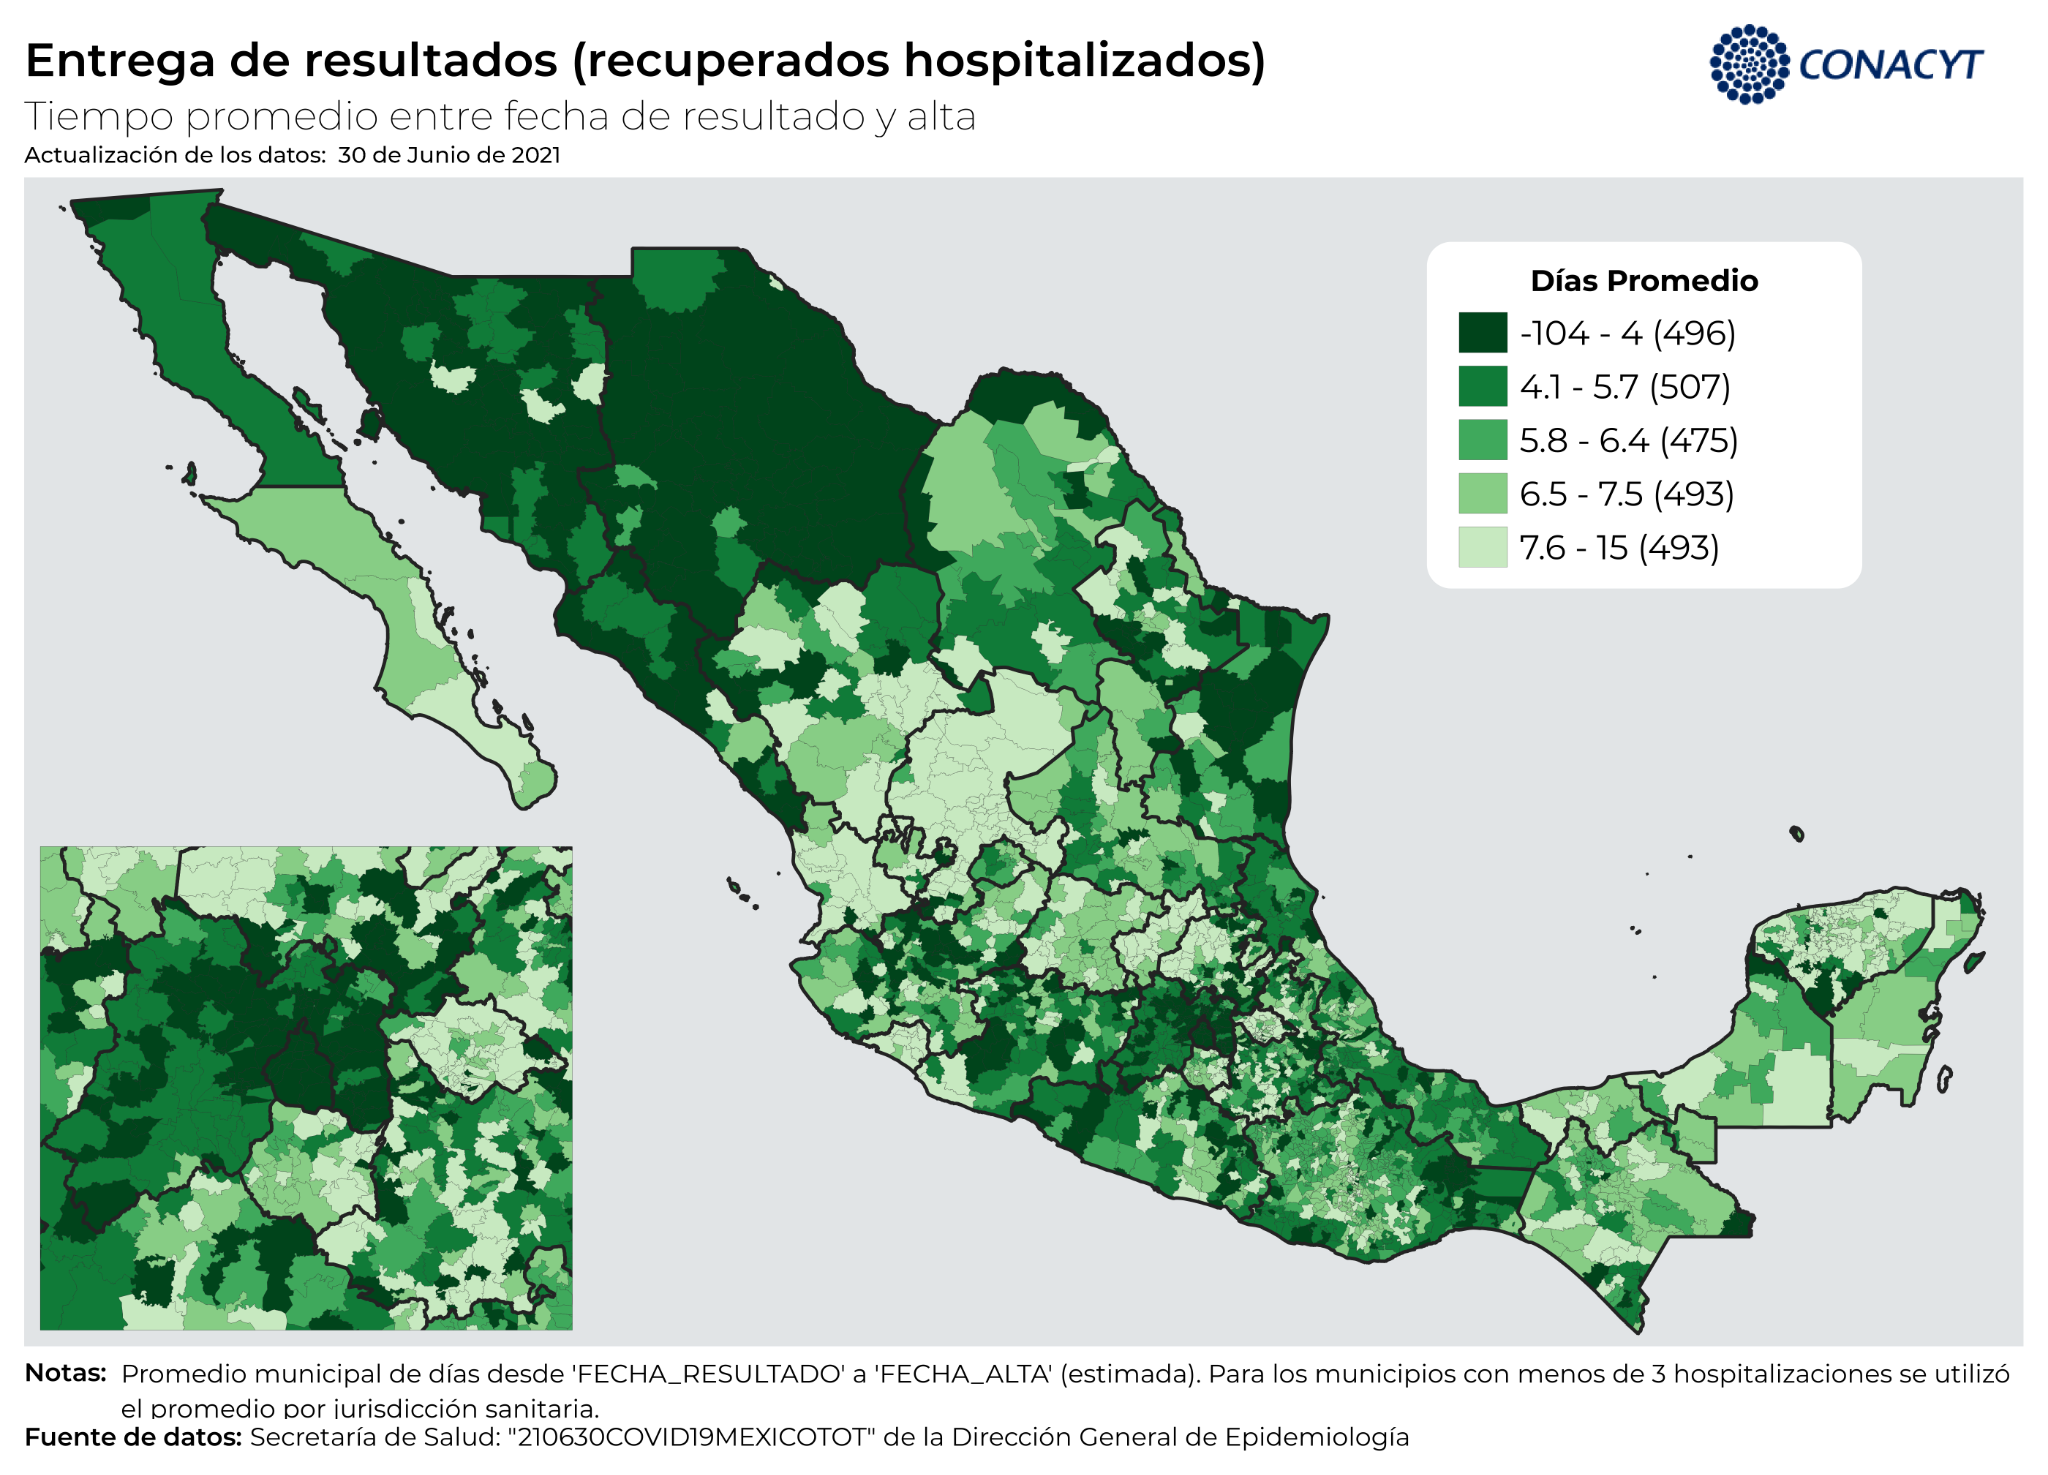 Entrega de resultados (recuperados hospitalizados)
CONACYT
Tiempo promedio entre fecha de resultado y alta
Actualización de los datos: 30 de Junio de 2021
Días Promedio
-104 - 4 (496)
4.1 - 5.7 (507)
5.8 - 6.4 (475)
6.5 - 7.5 (493)
7.6 - 15 (493)
Notas: Promedio municipal de días desde 'FECHA_RESULTADO' a 'FECHA_ALTA' (estimada). Para los municipios con menos de 3 hospitalizaciones se utilizó
el promedio por jurisdicción sanitaria.
Fuente de datos: Secretaría de Salud: "210630COVID19MEXICOTOT" de la Dirección General de Epidemiología